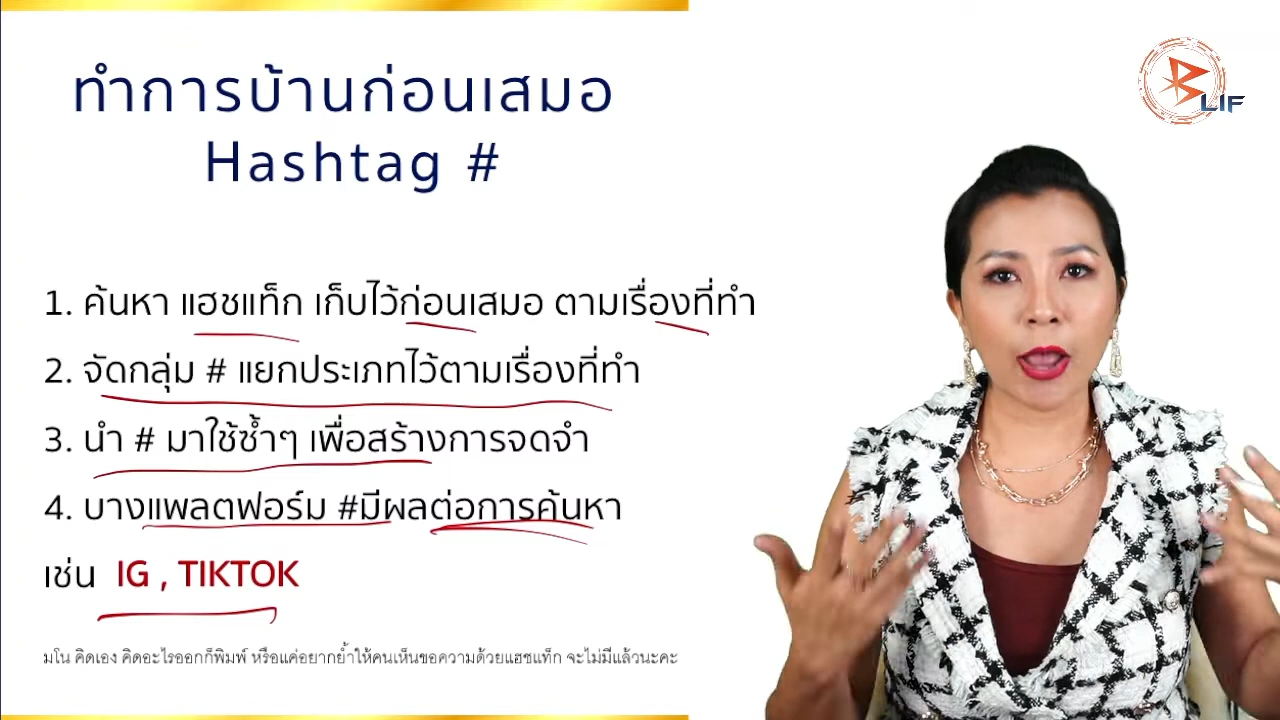 ทำการบ้านก่อนเสมอ
Hashtag #
BLIF
1. ค้นหา แฮชแท็ก เก็บไว้ก่อนเสมอ ตามเรื่องที่ทำ
2. จัดกลุ่ม # แยกประเภทไว้ตามเรื่องที่ทำ
3. นำ # มาใช้ซ้ำๆ เพื่อสร้างการจดจำ
4. บางแพลตฟอร์ม #มีผลต่อการค้นหา
เช่น IG , TIKTOK
มโน คิดเอง คิดอะไรออกก็พิมพ์ หรือแค่อยากย้ำให้คนเห็นขอความด้วยแฮชแท็ก จะไม่มีแล้วนะคะ